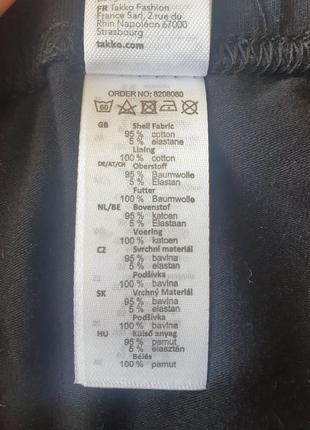 FR Takko Fashion
France Sarl, 2 rue du
Rhin Napoléon 67000
Strasbourg
takko.com
ORDER NO: 8208060
60
GB Shell Fabric
95 % cotton
5 % elastane
Lining
100 % cotton
DE/AT/CH Oberstoff
95 % Baumwolle
5 % Elastan
Futter
100 % Baumwolle
NL/BE Bovenstof
95 % katoen
5 % elastaan
Voering
100 % katoen
CZ Svrchní materiál
95 % bavlna
5 % elastan
Podšívka
100 % bavlna
SK Vrchný Materiál
95 % bavlna
5 % elastan
Podšívka
100 % bavlna
HU Külső anyag
95 % pamut
5 % elasztán
Bélés
100 % pamut